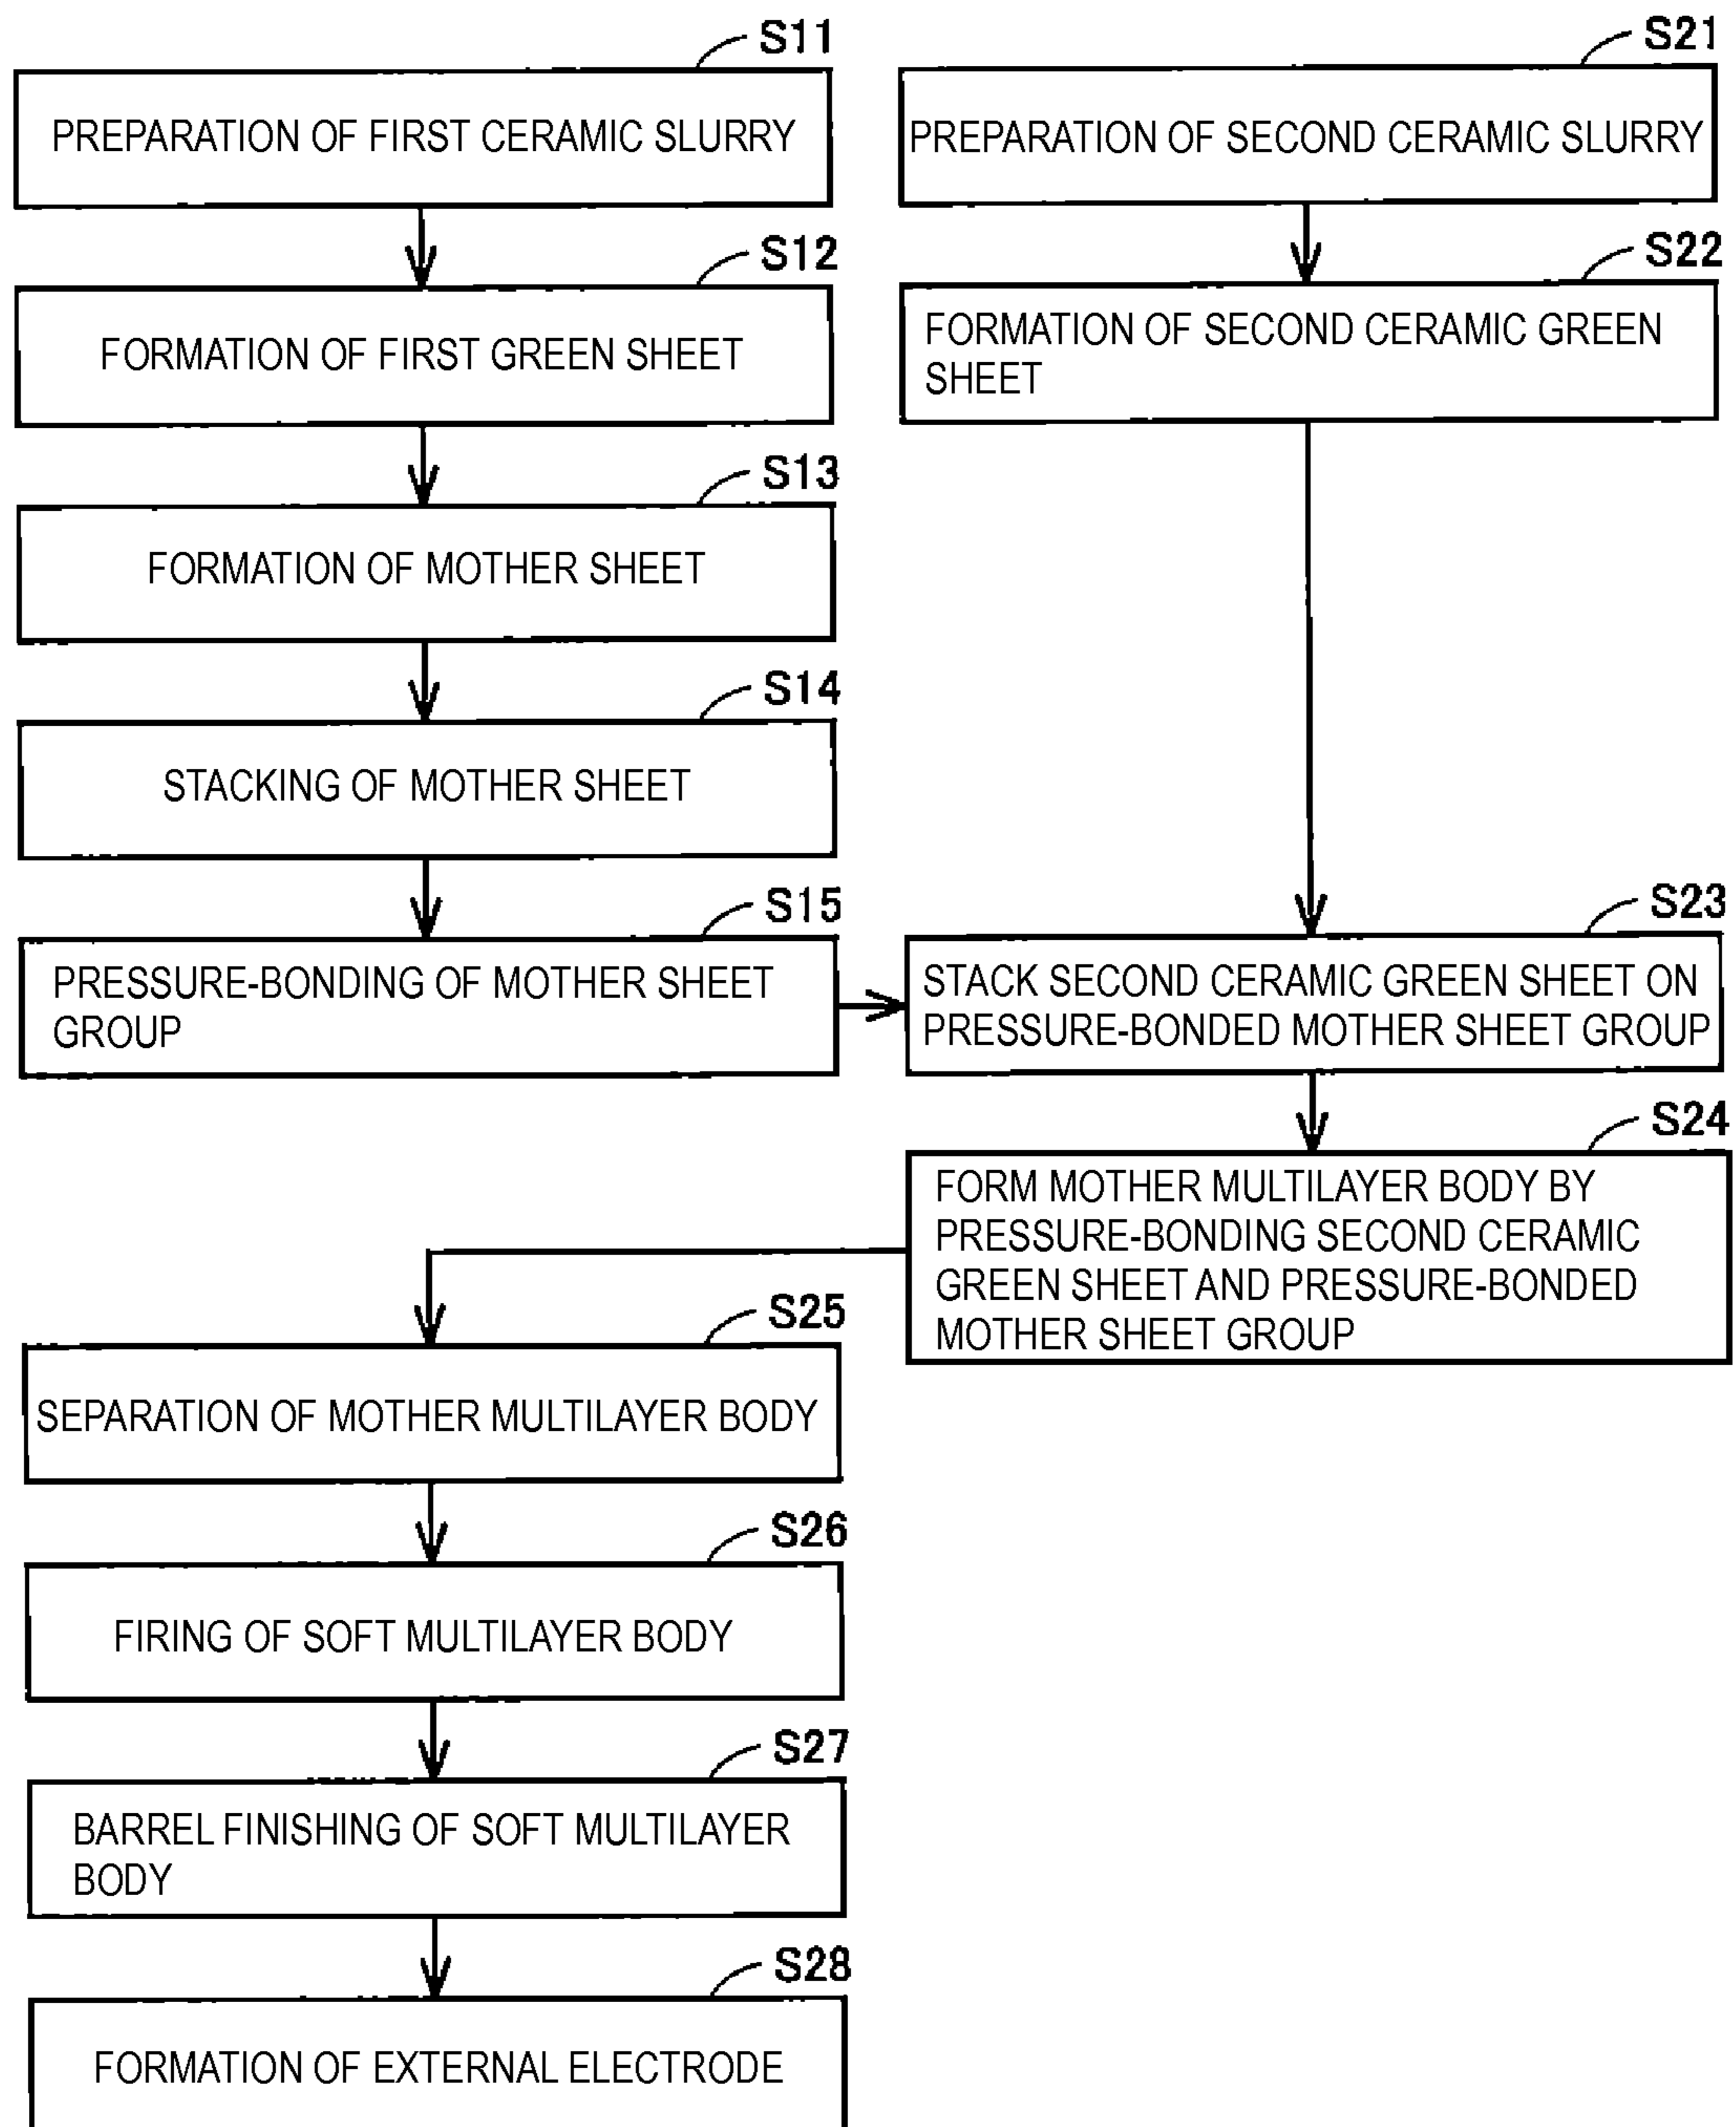 S11
PREPARATION OF FIRST CERAMIC SLURRY
S12
FORMATION OF FIRST GREEN SHEET
S13
FORMATION OF MOTHER SHEET
S14
STACKING OF MOTHER SHEET
S15
PRESSURE-BONDING OF MOTHER SHEET
GROUP
S21
PREPARATION OF SECOND CERAMIC SLURRY
S22
FORMATION OF SECOND CERAMIC GREEN
SHEET
S23
STACK SECOND CERAMIC GREEN SHEET ON
PRESSURE-BONDED MOTHER SHEET GROUP
S24
FORM MOTHER MULTILAYER BODY BY
PRESSURE-BONDING SECOND CERAMIC
GREEN SHEET AND PRESSURE-BONDED
MOTHER SHEET GROUP
S25
SEPARATION OF MOTHER MULTILAYER BODY
S26
FIRING OF SOFT MULTILAYER BODY
S27
BARREL FINISHING OF SOFT MULTILAYER
BODY
S28
FORMATION OF EXTERNAL ELECTRODE